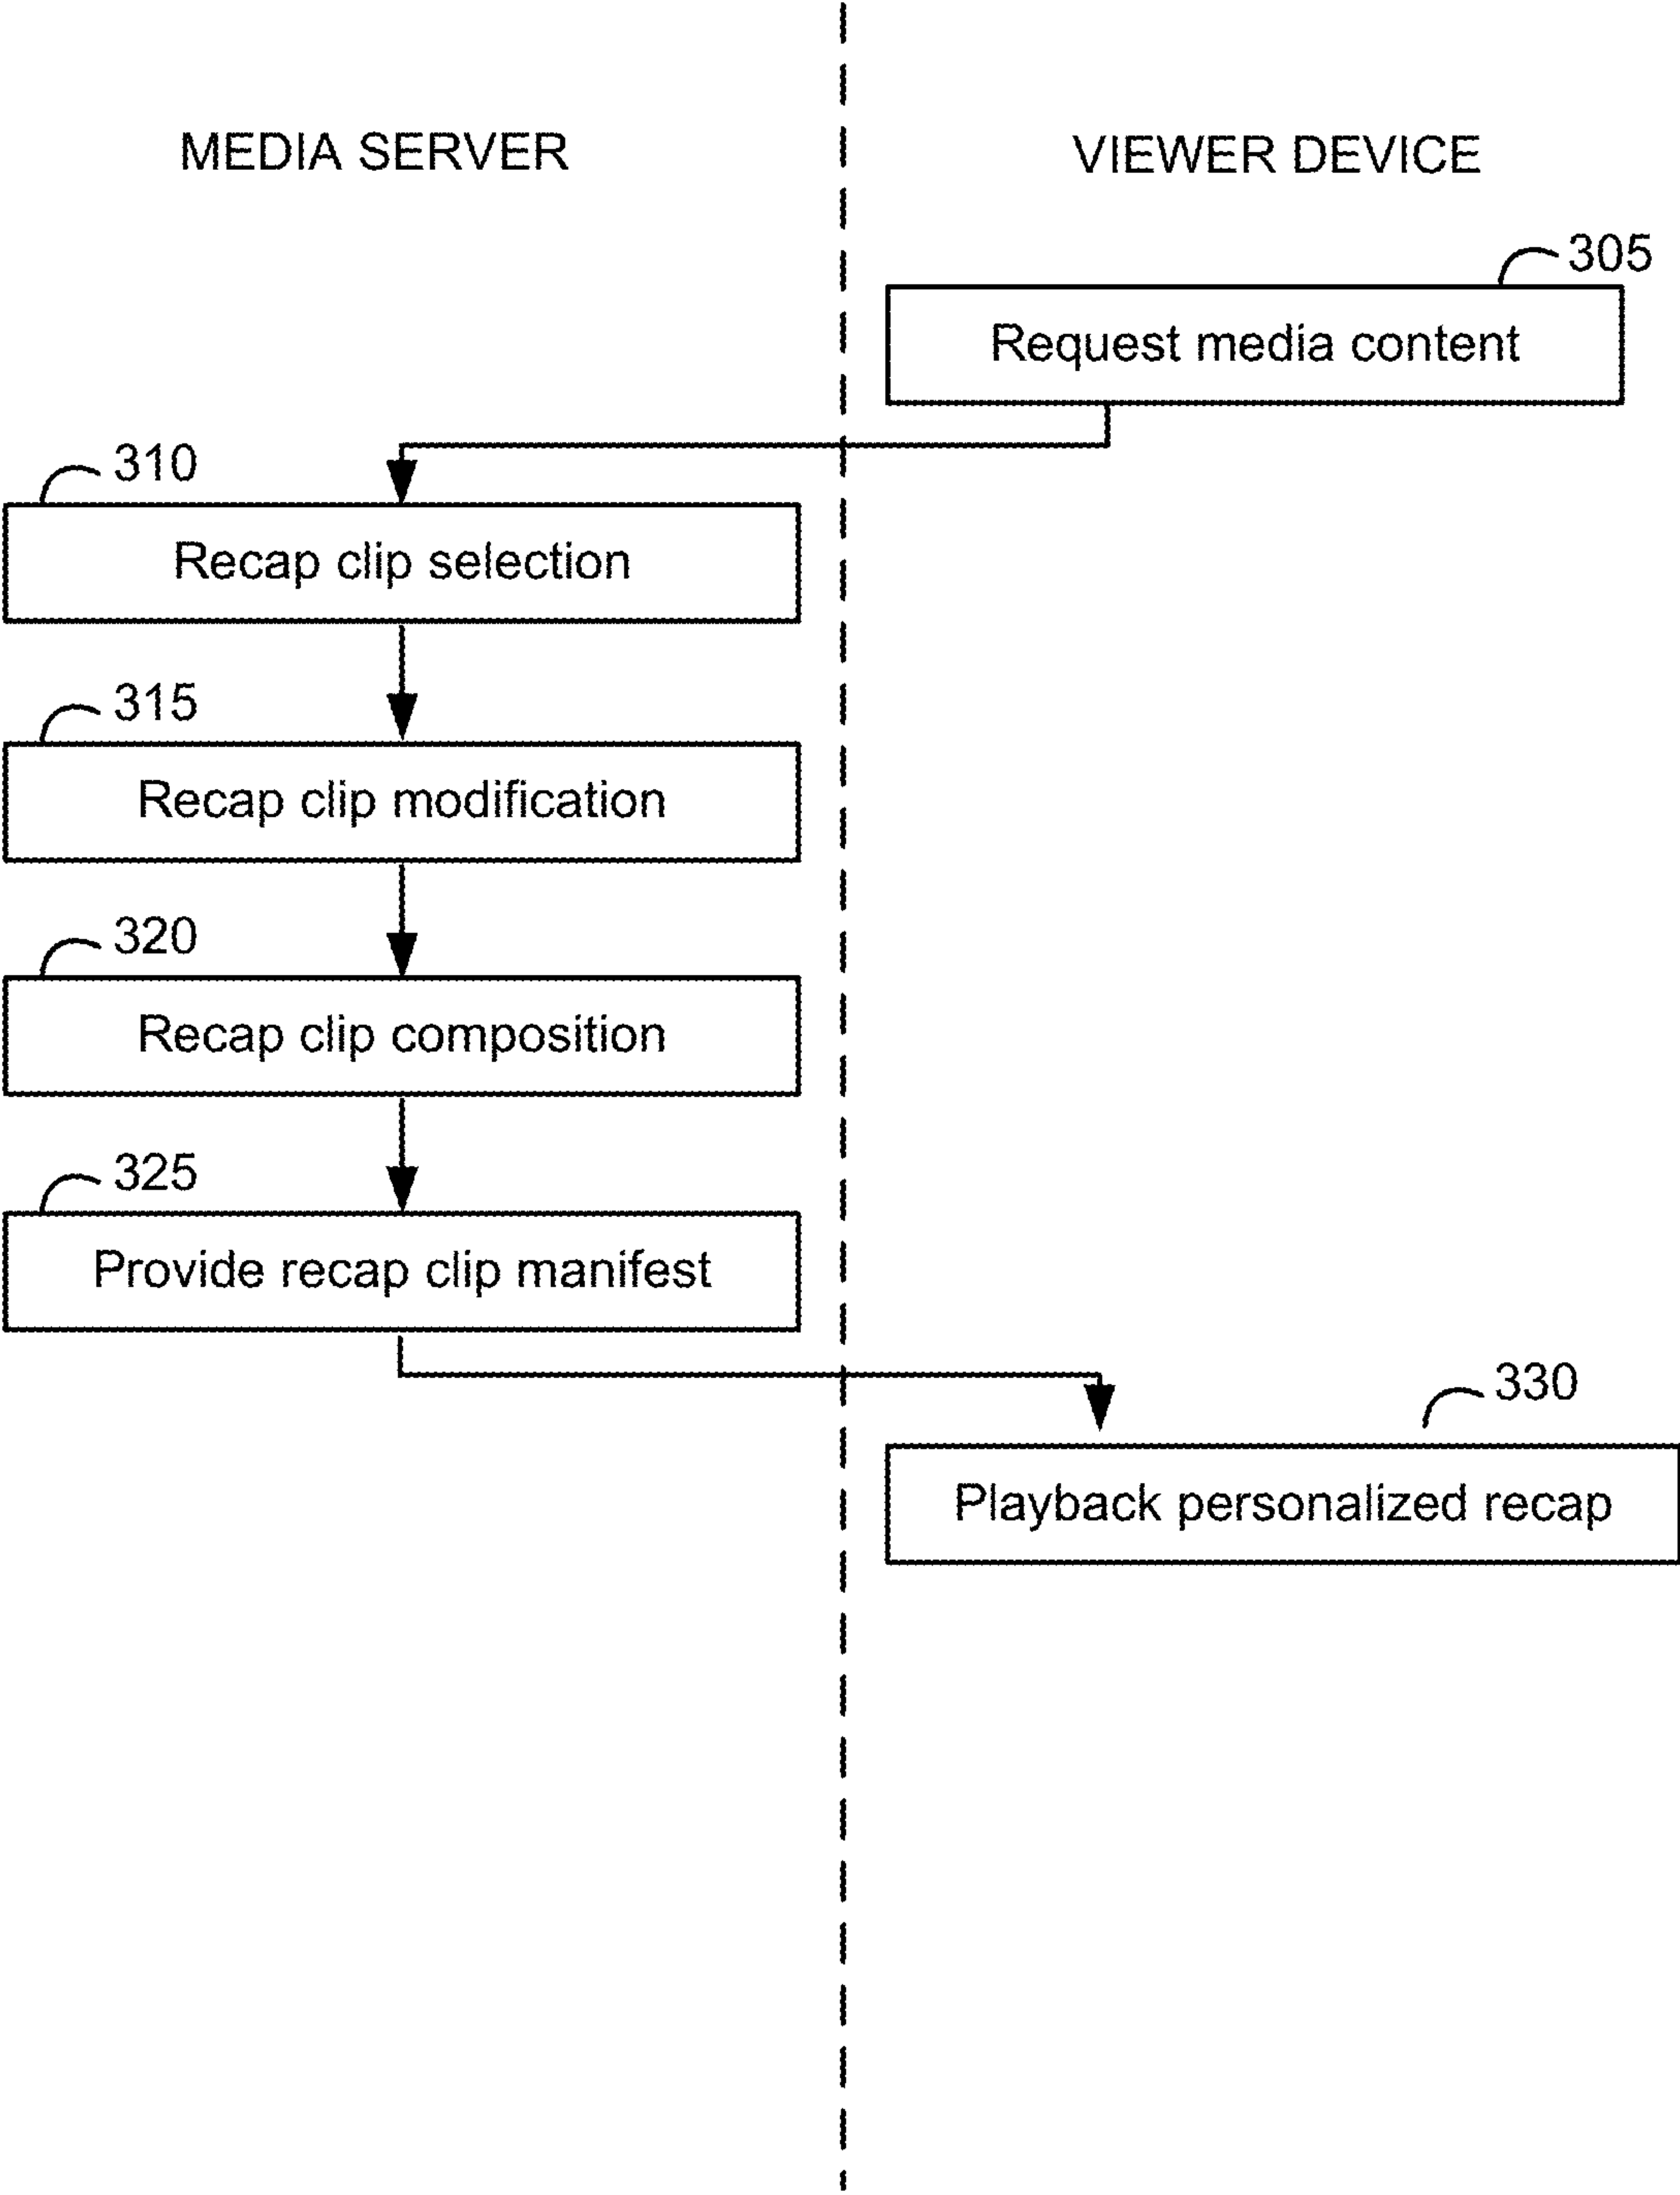 MEDIA SERVER
VIEWER DEVICE
305
Request media content
310
Recap clip selection
315
Recap clip modification
320
Recap clip composition
325
Provide recap clip manifest
330
Playback personalized recap